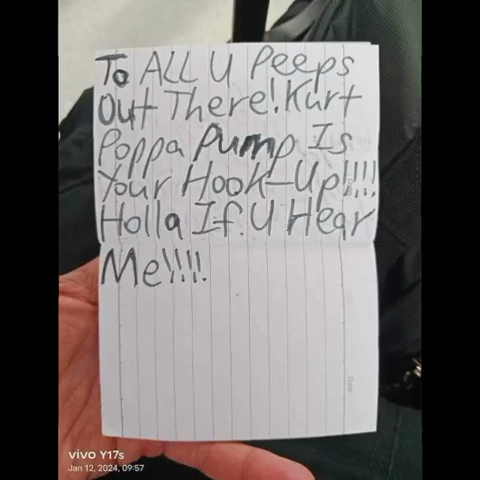 To ALL U Peeps
Out There! Kurt
Poppa Pump Is
Your Hook-Up!!!!
Holla If U Hear
Me!!!!
Date
vivo Y17s
Jan 12, 2024, 09:57